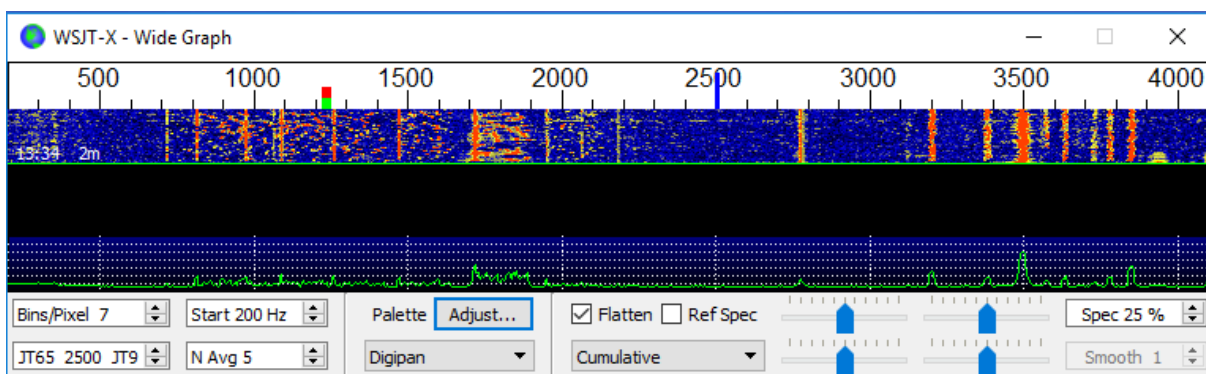 WSJT-X - Wide Graph
500 1000 1500 2000 2500 3000 3500 4000
15:34 2m
Bins/Pixel 7 Start 200 Hz Palette Adjust... Flatten Ref Spec Spec 25 %
JT65 2500 JT9 N Avg 5 Digipan Cumulative Smooth 1